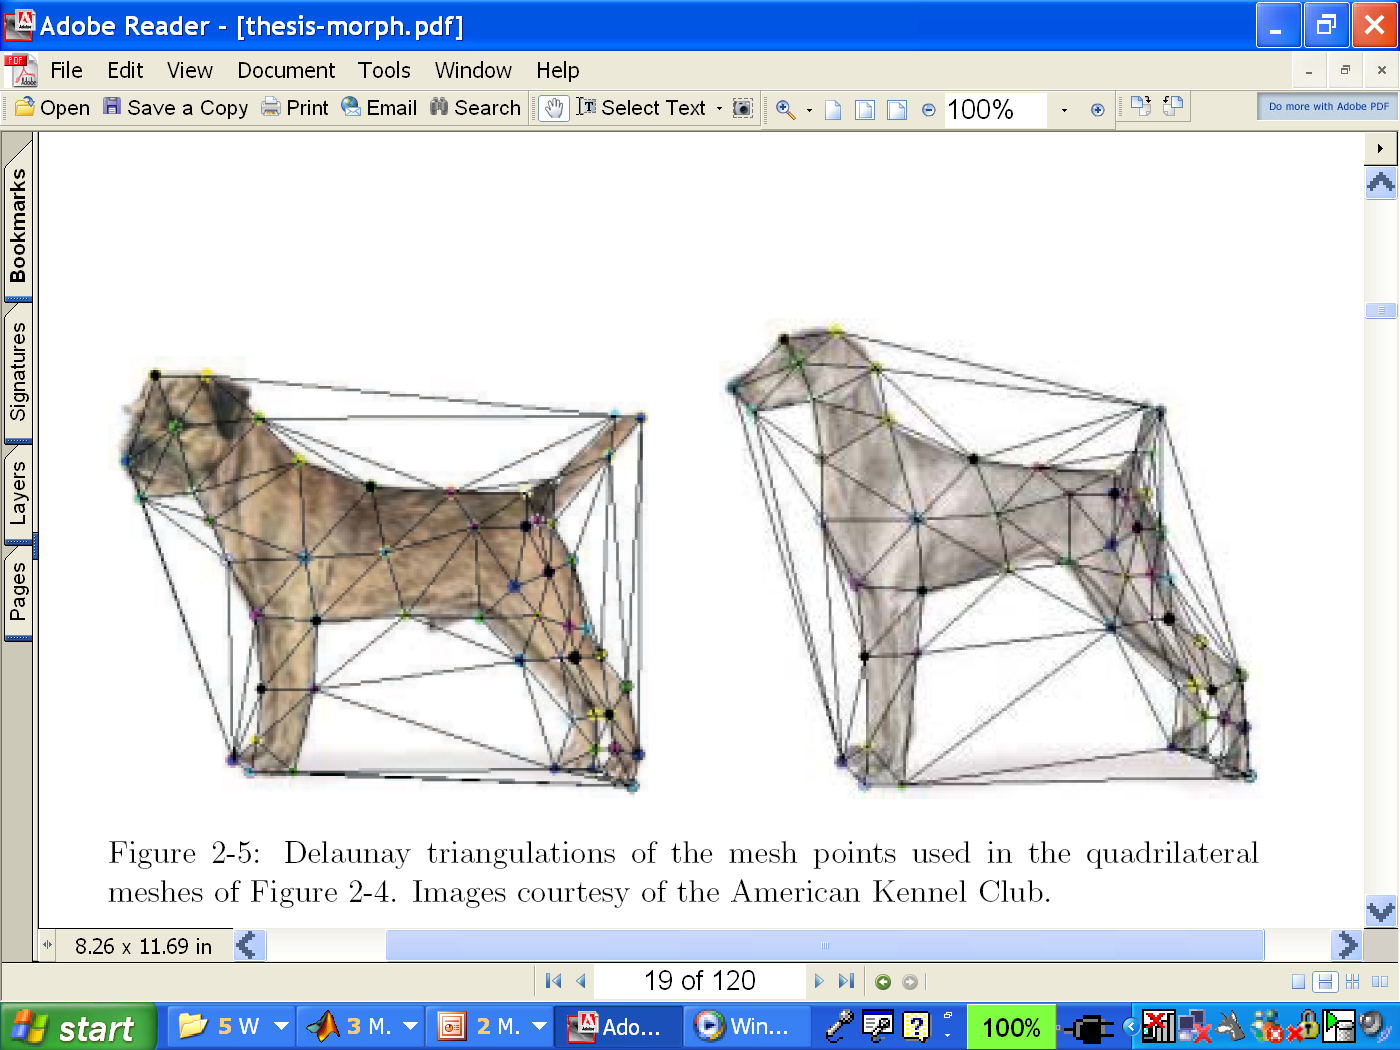 Adobe Reader - [thesis-morph.pdf]
File Edit View Document Tools Window Help
Open Save a Copy Print Email Search Select Text 100% Do more with Adobe PDF
Bookmarks
Signatures
Layers
Pages
Figure 2-5: Delaunay triangulations of the mesh points used in the quadrilateral
meshes of Figure 2-4. Images courtesy of the American Kennel Club.
8.26 x 11.69 in
19 of 120
start 5 W 3 M. 2 M. Ado... Win... 100%